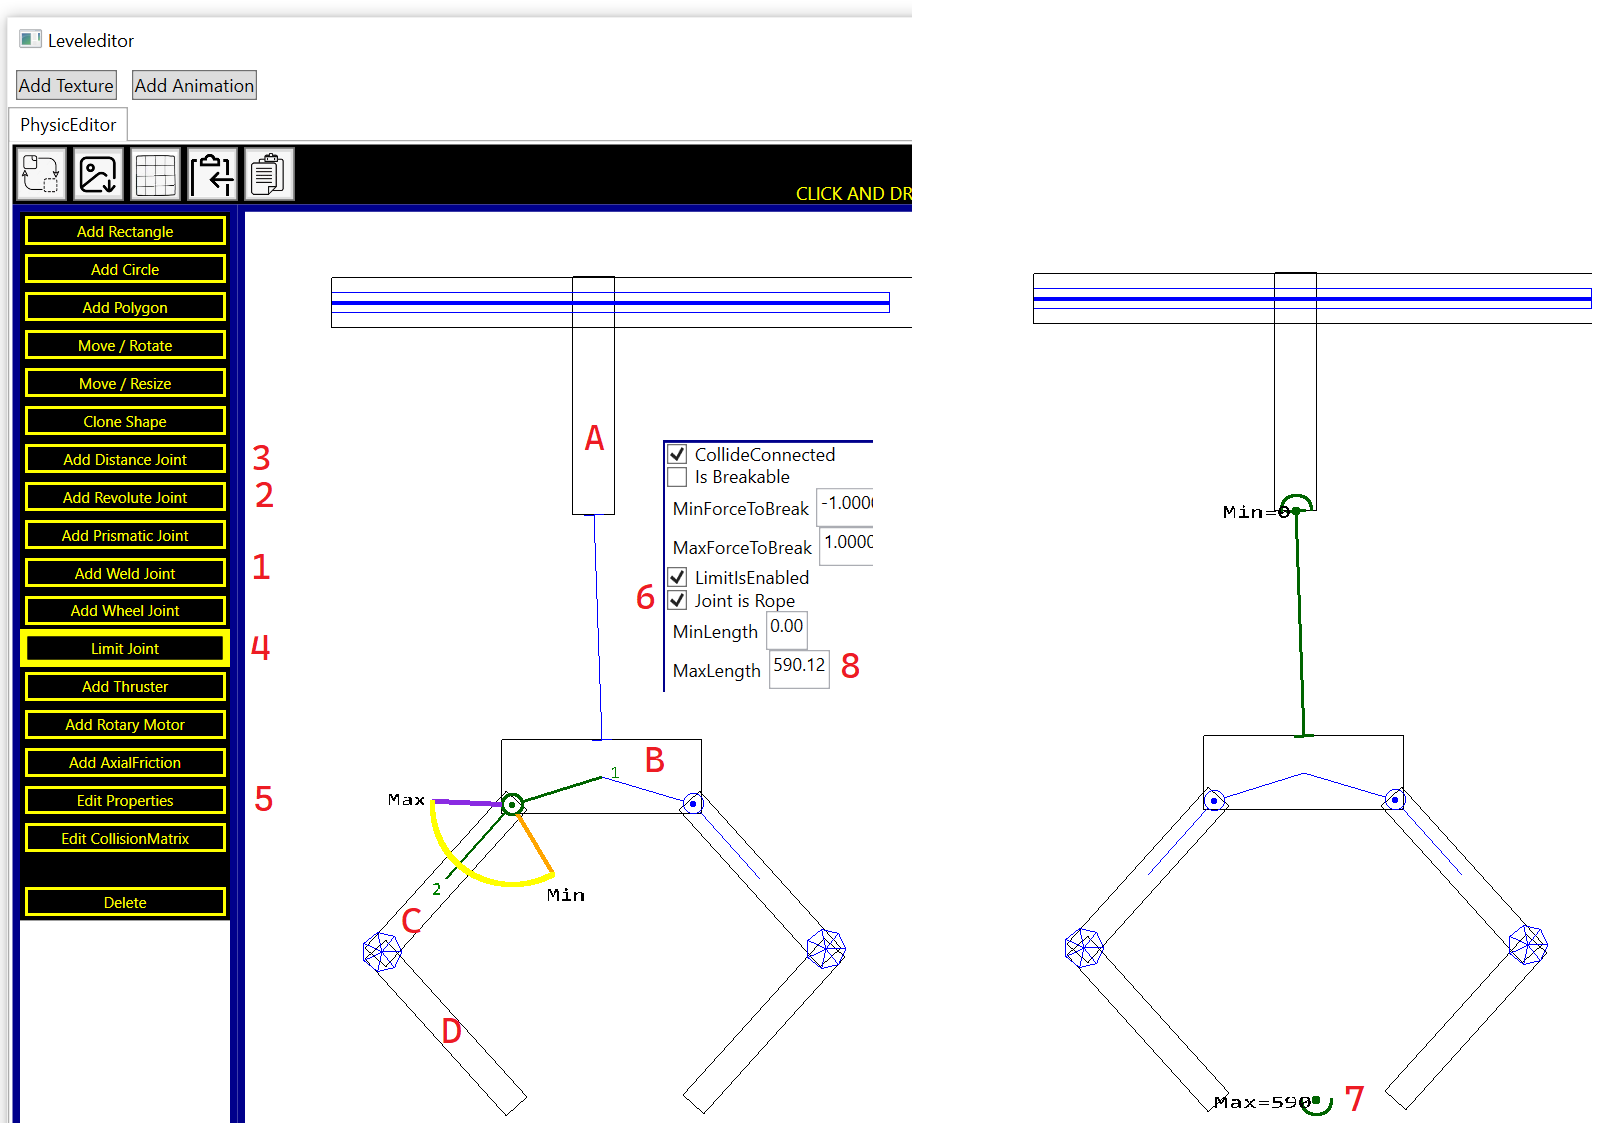 Leveleditor
Add Texture
Add Animation
PhysicEditor
CLICK AND DR
Add Rectangle
Add Circle
Add Polygon
Move / Rotate
Move / Resize
Clone Shape
Add Distance Joint
3
Add Revolute Joint
2
Add Prismatic Joint
Add Weld Joint
1
Add Wheel Joint
Limit Joint
4
Add Thruster
Add Rotary Motor
Add AxialFriction
Edit Properties
5
Edit CollisionMatrix
Delete
A
CollideConnected
Is Breakable
MinForceToBreak -1.000
MaxForceToBreak 1.000
LimitIsEnabled
6 Joint is Rope
MinLength 0.00
MaxLength 590.12 8
B
1
Max
2
Min
C
D
Min=0
Max=590
7